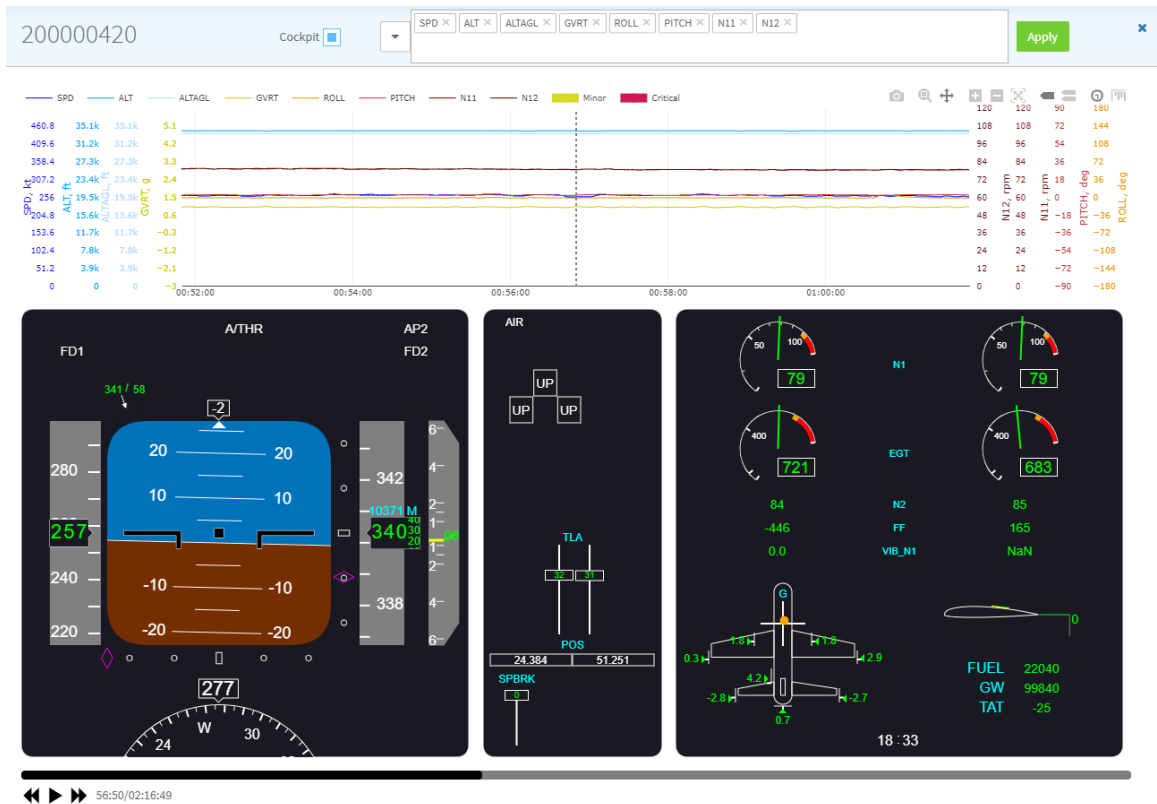 200000420 Cockpit SPD × ALT × ALTAGL × GVRT × ROLL × PITCH × N11 × N12 × Apply ×
SPD ALT ALTAGL GVRT ROLL PITCH N11 N12 Minor Critical
120 120 90 180
460.8 35.1k 35.1k 5.1 108 108 72 144
409.6 31.2k 31.2k 4.2 96 96 54 108
358.4 27.3k 27.3k 3.3 84 84 36 72
307.2 23.4k 23.4k 2.4 72 72 18 36
256 19.5k 19.5k 1.5 60 60 0 0
204.8 15.6k 15.6k 0.6 48 48 −18 −36
153.6 11.7k 11.7k −0.3 36 36 −36 −72
102.4 7.8k 7.8k −1.2 24 24 −54 −108
51.2 3.9k 3.9k −2.1 12 12 −72 −144
0 0 0 −3 0 0 −90 −180
SPD, kt ALT, ft ALTAGL, ft GVRT, g N12, rpm N11, rpm PITCH, deg ROLL, deg
00:52:00 00:54:00 00:56:00 00:58:00 01:00:00
A/THR AP2
FD1 FD2
341 / 58
-2
20 20
10 10
-10 -10
-20 -20
280
257
240
220
342
10371 M
340
40
30
20
338
6
4
2
1
1
2
4
6
277
24 W 30
AIR
UP
UP UP
TLA
32 31
POS
24.384 51.251
SPBRK
0
50 100 50 100
79 N1 79
400 400
721 EGT 683
84 N2 85
-446 FF 165
0.0 VIB_N1 NaN
G
1.8 1.8
0.3 2.9
4.2
-2.8 -2.7
0.7
0
FUEL 22040
GW 99840
TAT -25
18 : 33
56:50/02:16:49